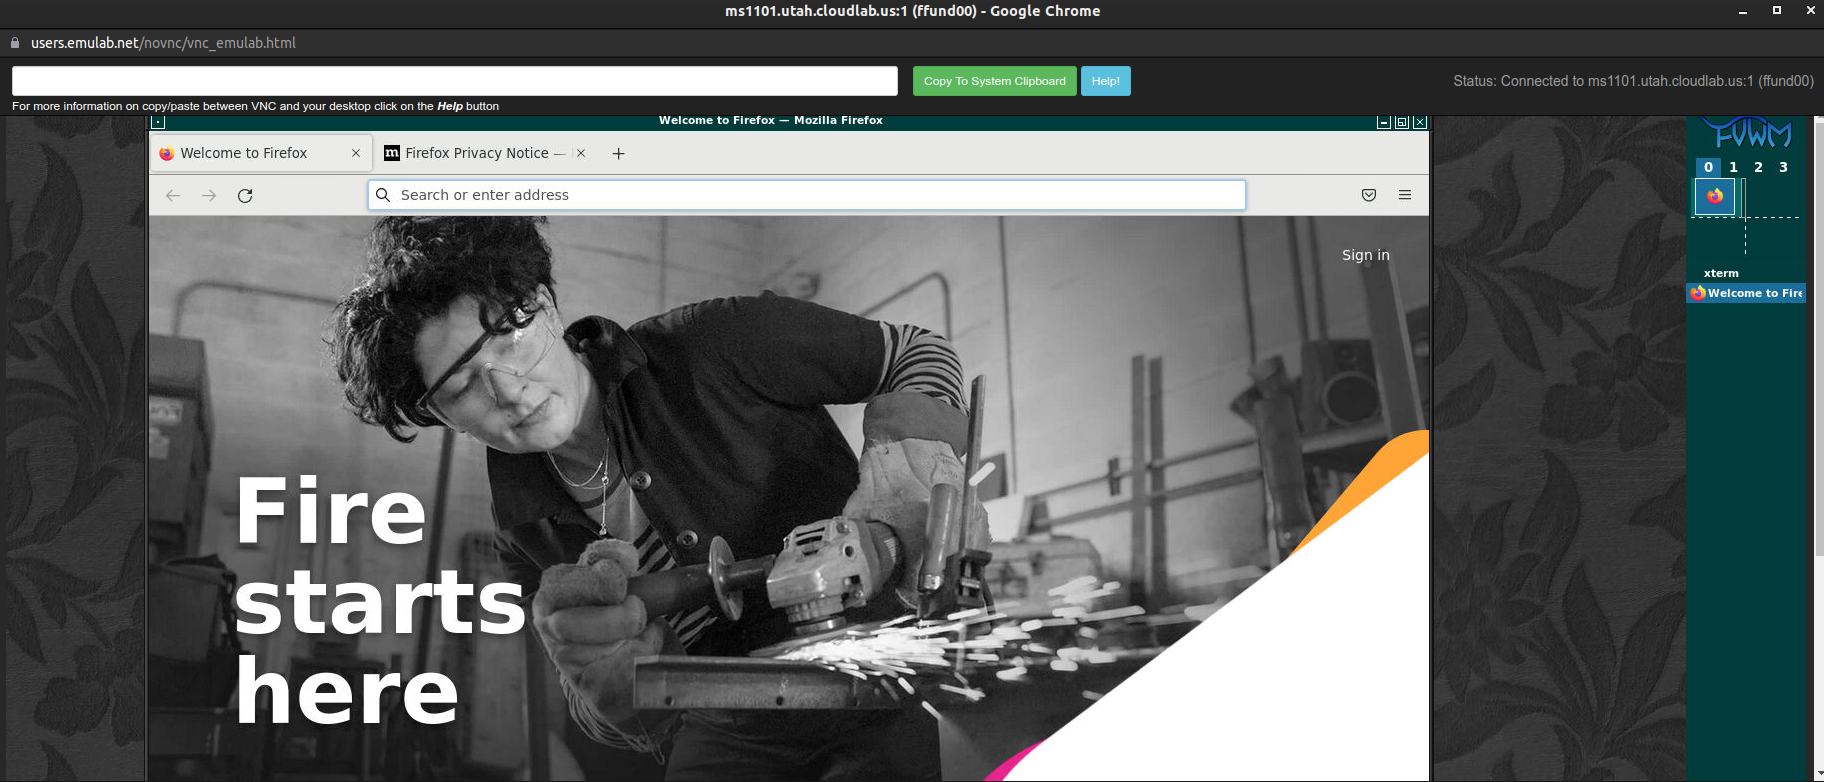 ms1101.utah.cloudlab.us:1 (ffund00) - Google Chrome
users.emulab.net/novnc/vnc_emulab.html
Copy To System Clipboard
Help!
Status: Connected to ms1101.utah.cloudlab.us:1 (ffund00)
For more information on copy/paste between VNC and your desktop click on the Help button
Welcome to Firefox — Mozilla Firefox
FVWM
Welcome to Firefox
m Firefox Privacy Notice —
0 1 2 3
Search or enter address
Sign in
xterm
Welcome to Fire
Fire
starts
here